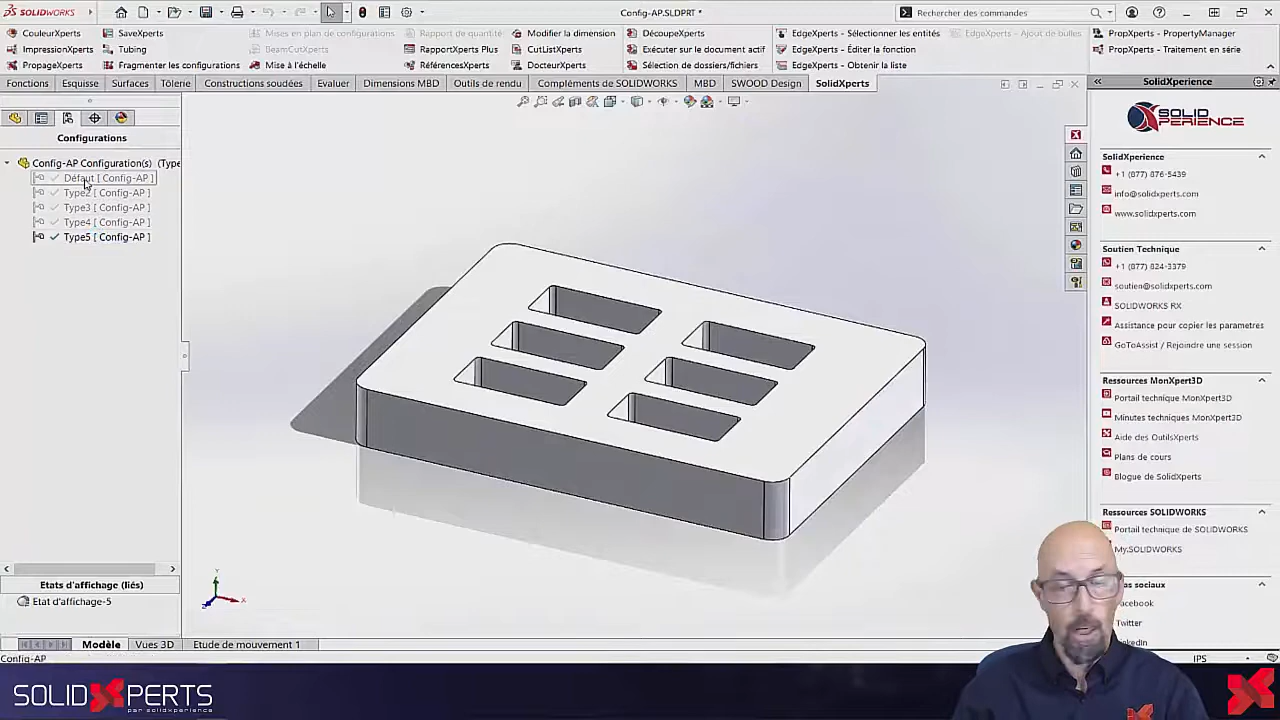 SOLIDWORKS
Config-AP.SLDPRT *
Rechercher des commandes
CouleurXperts
SaveXperts
Mises en plan de configurations
Rapport de quantité
Modifier la dimension
DécoupeXperts
EdgeXperts - Sélectionner les entités
EdgeXperts - Ajout de bulles
PropXperts - PropertyManager
ImpressionXperts
Tubing
BeamCutXperts
RapportXperts Plus
CutListXperts
Exécuter sur le document actif
EdgeXperts - Éditer la fonction
PropXperts - Traitement en série
PropageXperts
Fragmenter les configurations
Mise à l'échelle
RéférencesXperts
DocteurXperts
Sélection de dossiers/fichiers
EdgeXperts - Obtenir la liste
Fonctions
Esquisse
Surfaces
Tôlerie
Constructions soudées
Evaluer
Dimensions MBD
Outils de rendu
Compléments de SOLIDWORKS
MBD
SWOOD Design
SolidXperts
SolidXperience
Configurations
Config-AP Configuration(s) (Type
Défaut [ Config-AP ]
Type2 [ Config-AP ]
Type3 [ Config-AP ]
Type4 [ Config-AP ]
Type5 [ Config-AP ]
Etats d'affichage (liés)
Etat d'affichage-5
Y
X
Z
SOLID
XPERIENCE
SolidXperience
+1 (877) 876-5439
info@solidxperts.com
www.solidxperts.com
Soutien Technique
+1 (877) 824-3379
soutien@solidxperts.com
SOLIDWORKS RX
Assistance pour copier les parametres
GoToAssist / Rejoindre une session
Ressources MonXpert3D
Portail technique MonXpert3D
Minutes techniques MonXpert3D
Aide des OutilsXperts
Plans de cours
Blogue de SolidXperts
Ressources SOLIDWORKS
Portail technique de SOLIDWORKS
My.SOLIDWORKS
as sociaux
Facebook
Twitter
LinkedIn
Modèle
Vues 3D
Etude de mouvement 1
Config-AP
IPS
SOLIDXPERTS
par solidxperience